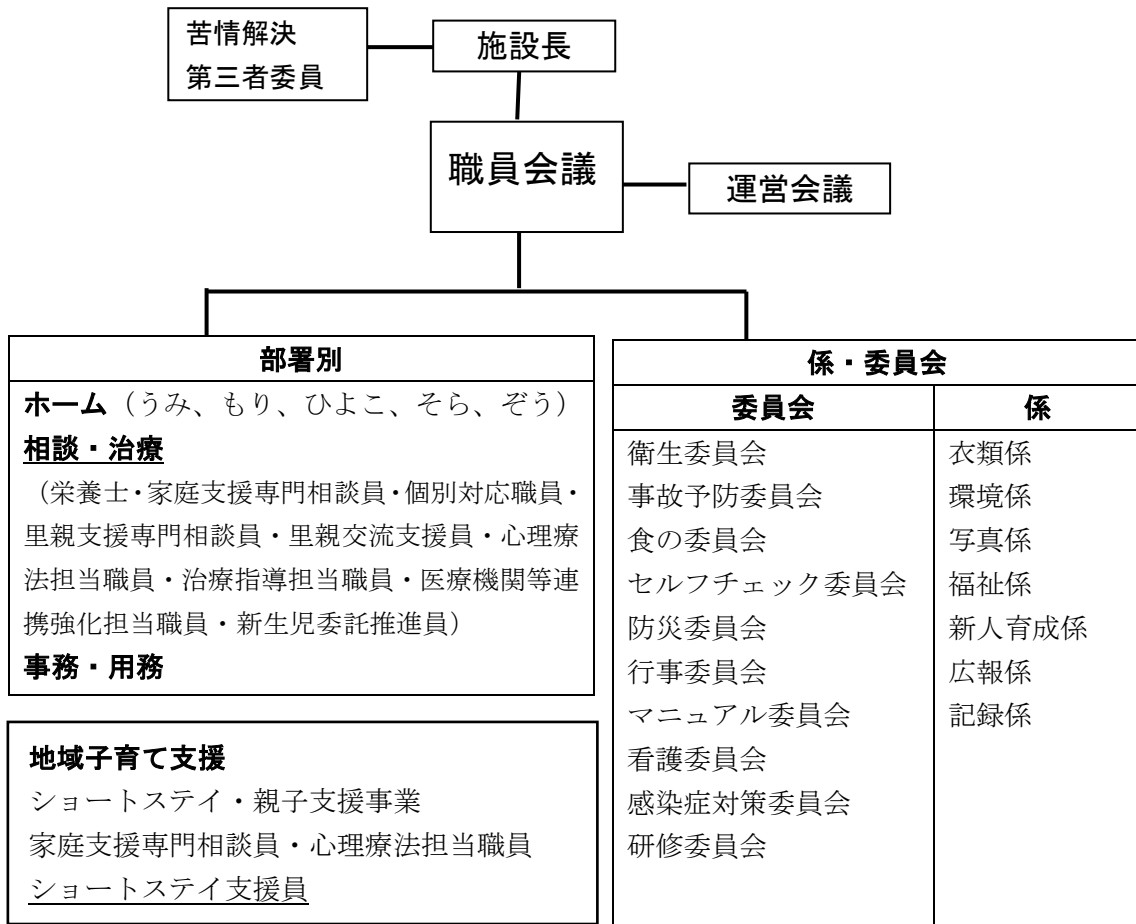 苦情解決
第三者委員
施設長
職員会議
運営会議
部署別
ホーム（うみ、もり、ひよこ、そら、ぞう）
相談・治療
（栄養士・家庭支援専門相談員・個別対応職員・
里親支援専門相談員・里親交流支援員・心理療
法担当職員・治療指導担当職員・医療機関等連
携強化担当職員・新生児委託推進員）
事務・用務
地域子育て支援
ショートステイ・親子支援事業
家庭支援専門相談員・心理療法担当職員
ショートステイ支援員
係・委員会
委員会
衛生委員会
事故予防委員会
食の委員会
セルフチェック委員会
防災委員会
行事委員会
マニュアル委員会
看護委員会
感染症対策委員会
研修委員会
係
衣類係
環境係
写真係
福祉係
新人育成係
広報係
記録係